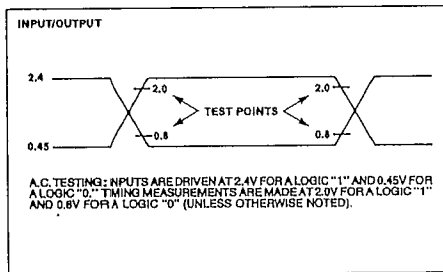 INPUT/OUTPUT
2.4
2.0
2.0
TEST POINTS
0.8
0.8
0.45
A.C. TESTING: INPUTS ARE DRIVEN AT 2.4V FOR A LOGIC "1" AND 0.45V FOR
A LOGIC "0." TIMING MEASUREMENTS ARE MADE AT 2.0V FOR A LOGIC "1"
AND 0.8V FOR A LOGIC "0" (UNLESS OTHERWISE NOTED).